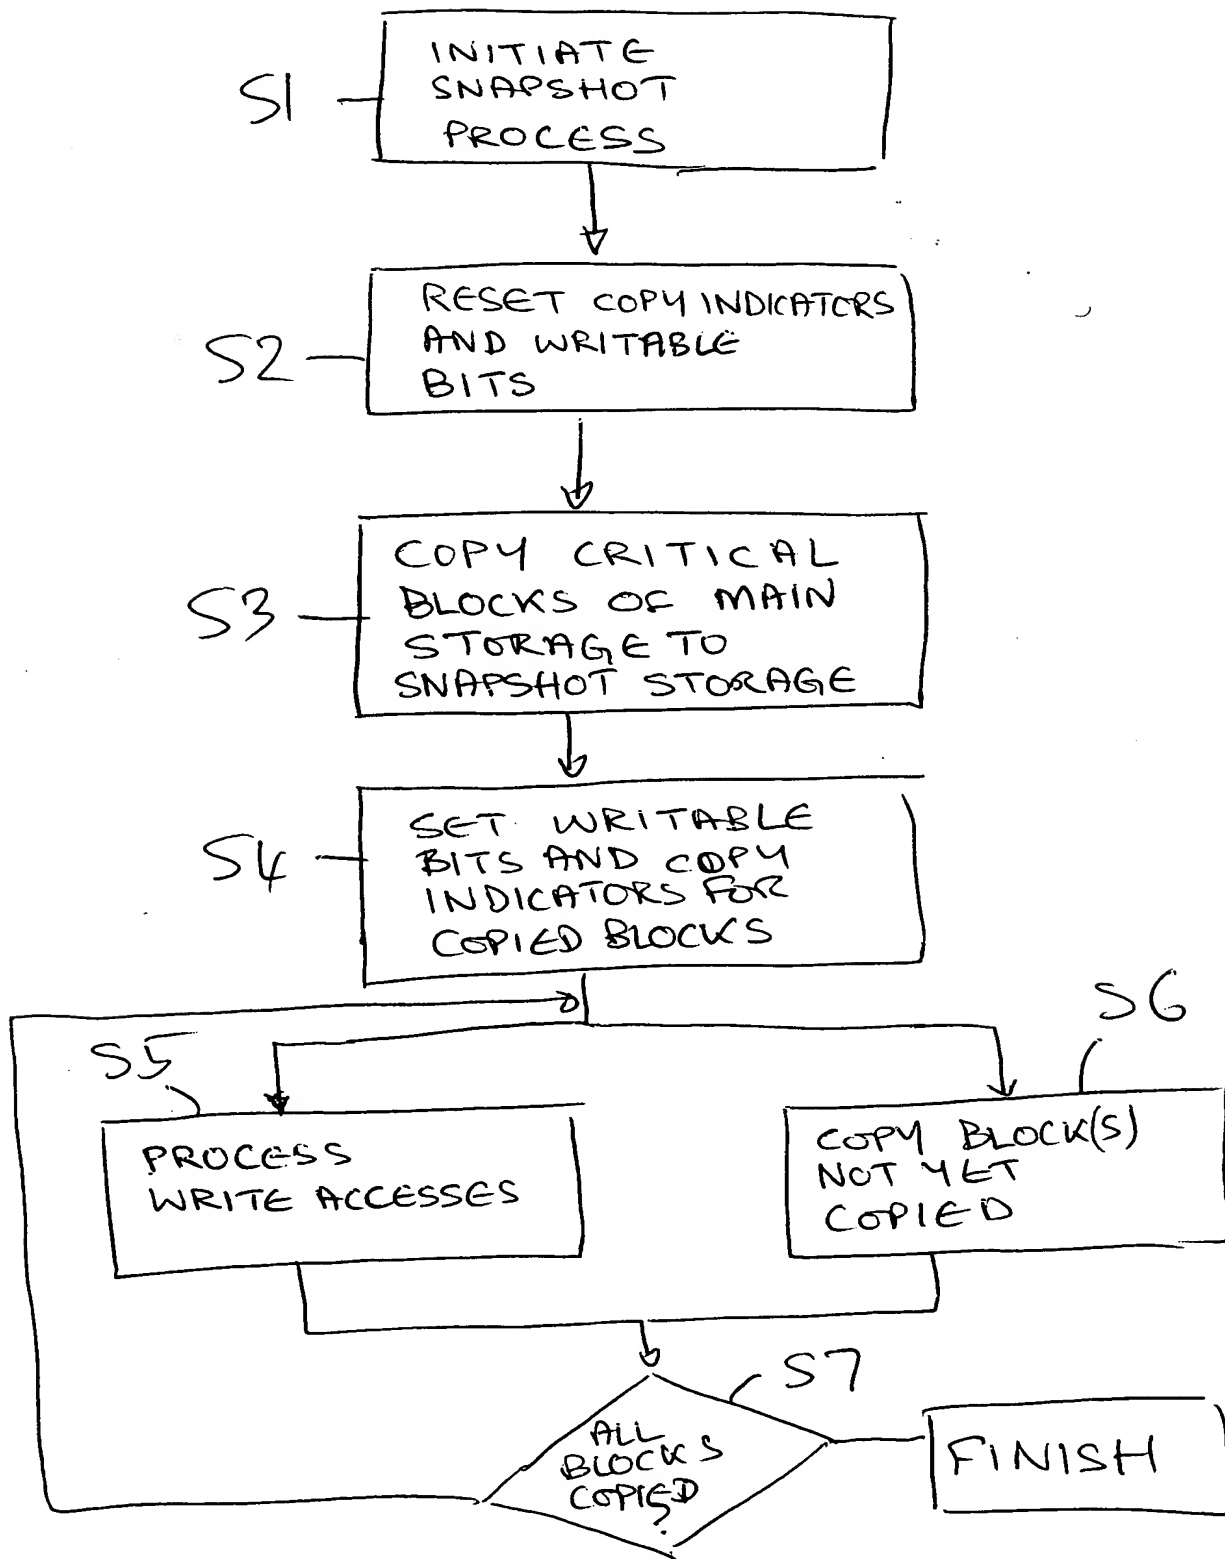 S1
INITIATE
SNAPSHOT
PROCESS
S2
RESET COPY INDICATORS
AND WRITABLE
BITS
S3
COPY CRITICAL
BLOCKS OF MAIN
STORAGE TO
SNAPSHOT STORAGE
S4
SET WRITABLE
BITS AND COPY
INDICATORS FOR
COPIED BLOCKS
S5
PROCESS
WRITE ACCESSES
S6
COPY BLOCK(S)
NOT YET
COPIED
S7
ALL
BLOCKS
COPIED
?
FINISH